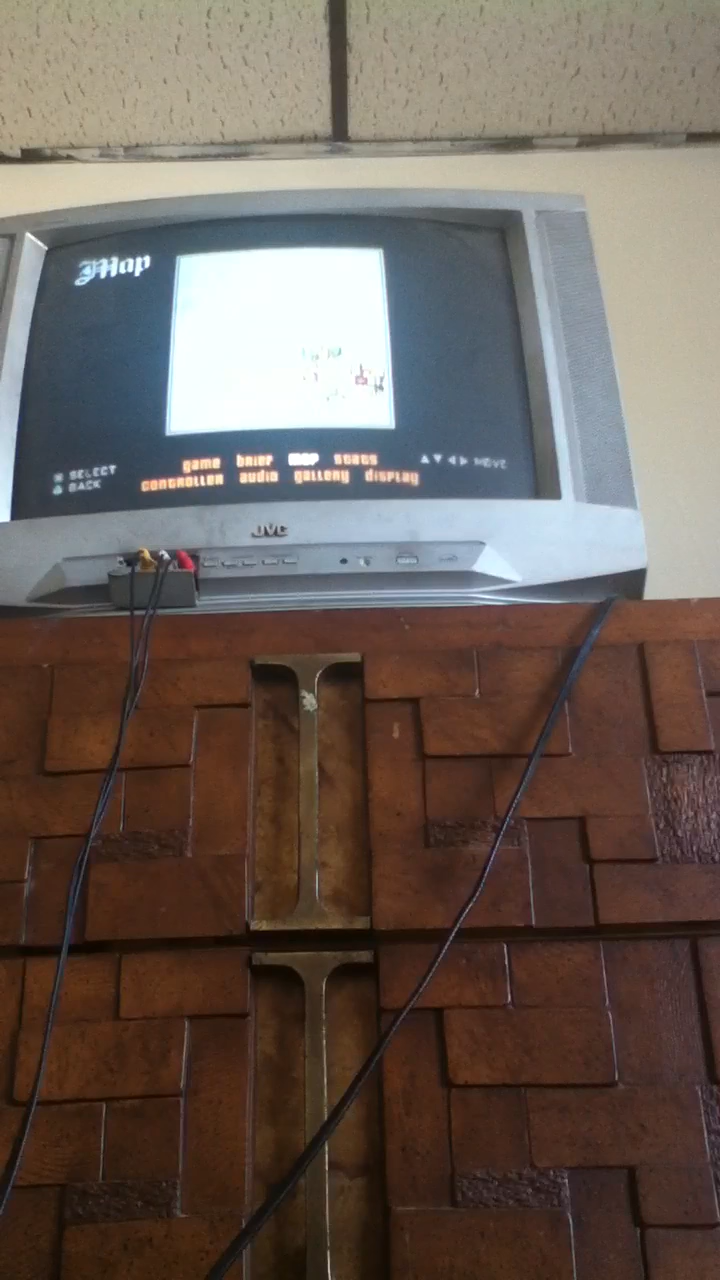 Map
SELECT
BACK
game brief map stats
MOVE
controller audio gallery display
JVC